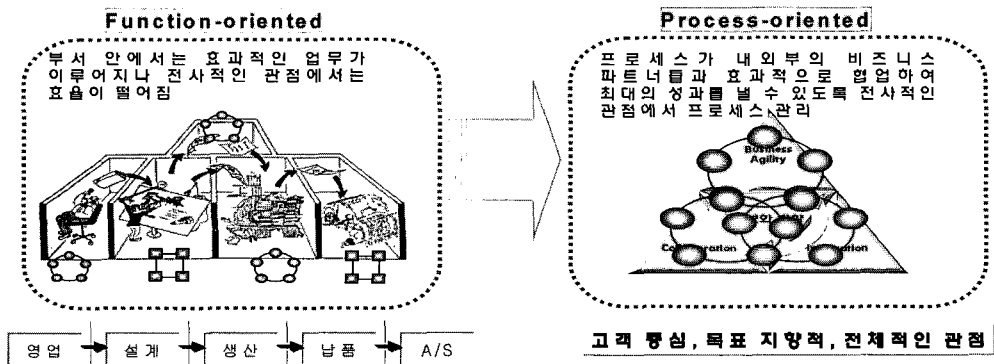 Function-oriented
부서 안에서는 효과적인 업무가
이루어지나 전사적인 관점에서는
효율이 떨어짐
Process-oriented
프로세스가 내외부의 비즈니스
파트너들과 효과적으로 협업하여
최대의 성과를 낼 수 있도록 전사적인
관점에서 프로세스 관리
Business
Agility
영업
설계
생산
납품
A/S
고객 중심, 목표 지향적, 전체적인 관점